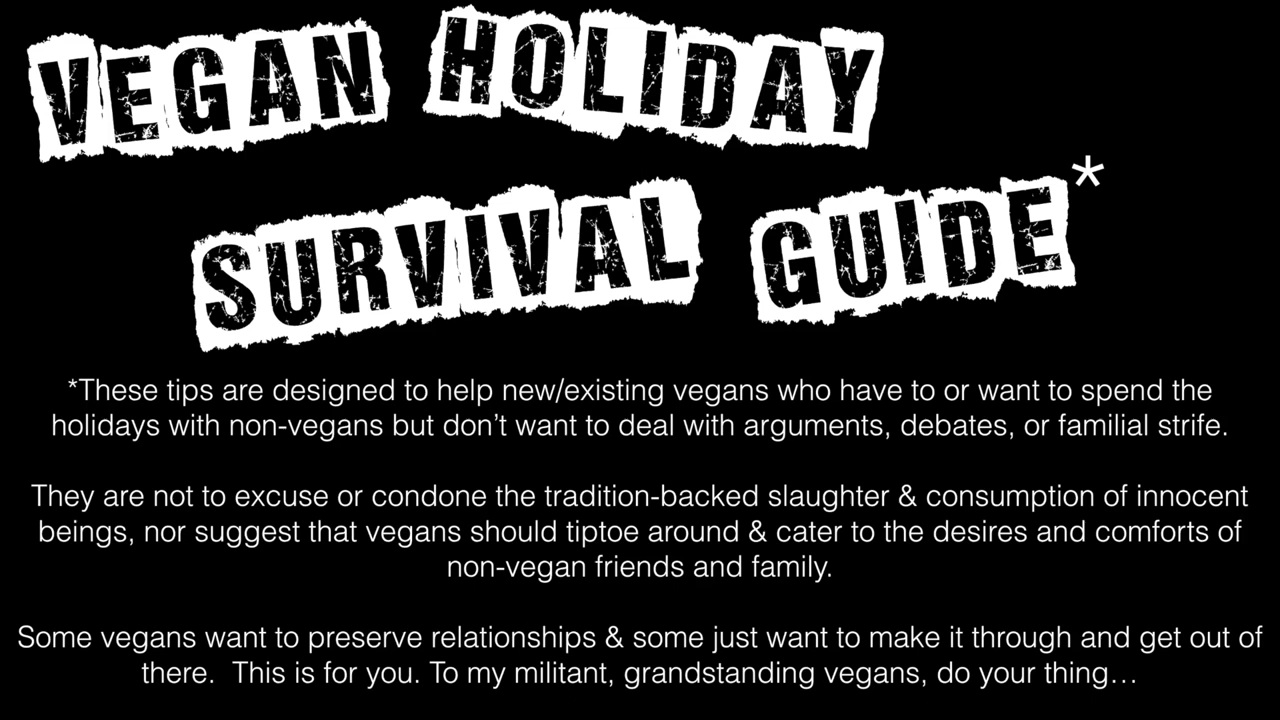 VEGAN HOLIDAY
SURVIVAL GUIDE*
*These tips are designed to help new/existing vegans who have to or want to spend the
holidays with non-vegans but don’t want to deal with arguments, debates, or familial strife.
They are not to excuse or condone the tradition-backed slaughter & consumption of innocent
beings, nor suggest that vegans should tiptoe around & cater to the desires and comforts of
non-vegan friends and family.
Some vegans want to preserve relationships & some just want to make it through and get out of
there.  This is for you. To my militant, grandstanding vegans, do your thing…